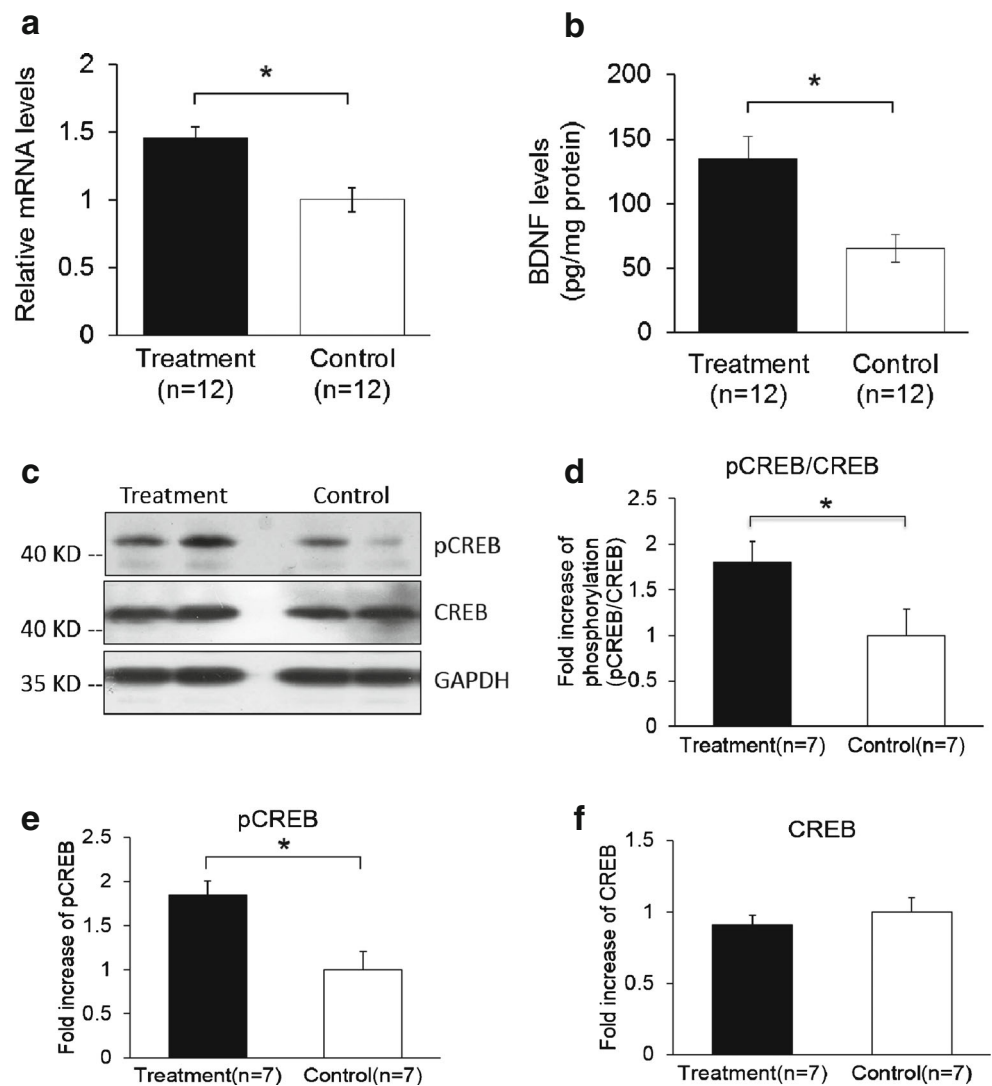 a
Relative mRNA levels
2
1.5
1
0.5
0
*
Treatment
(n=12)
Control
(n=12)
b
BDNF levels
(pg/mg protein)
200
150
100
50
0
*
Treatment
(n=12)
Control
(n=12)
c
Treatment Control
40 KD -- pCREB
40 KD -- CREB
35 KD -- GAPDH
d
pCREB/CREB
Fold increase of
phosphorylation
(pCREB/CREB)
2.5
2
1.5
1
0.5
0
*
Treatment(n=7) Control(n=7)
e
pCREB
Fold increase of pCREB
2.5
2
1.5
1
0.5
0
*
Treatment(n=7) Control(n=7)
f
CREB
Fold increase of CREB
1.5
1
0.5
0
Treatment(n=7) Control(n=7)